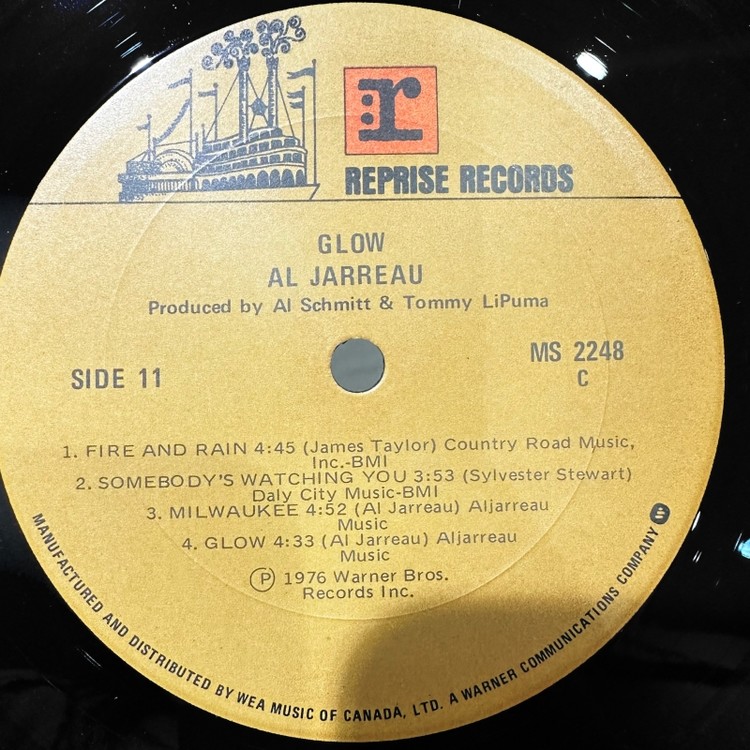 r
REPRISE RECORDS
GLOW
AL JARREAU
Produced by Al Schmitt & Tommy LiPuma
SIDE 11
MS 2248
C
1. FIRE AND RAIN 4:45 (James Taylor) Country Road Music,
Inc.-BMI
2. SOMEBODY'S WATCHING YOU 3:53 (Sylvester Stewart)
Daly City Music-BMI
3. MILWAUKEE 4:52 (Al Jarreau) Aljarreau
Music
4. GLOW 4:33 (Al Jarreau) Aljarreau
Music
Ⓟ 1976 Warner Bros.
Records Inc.
MANUFACTURED AND DISTRIBUTED BY WEA MUSIC OF CANADA, LTD. A WARNER COMMUNICATIONS COMPANY